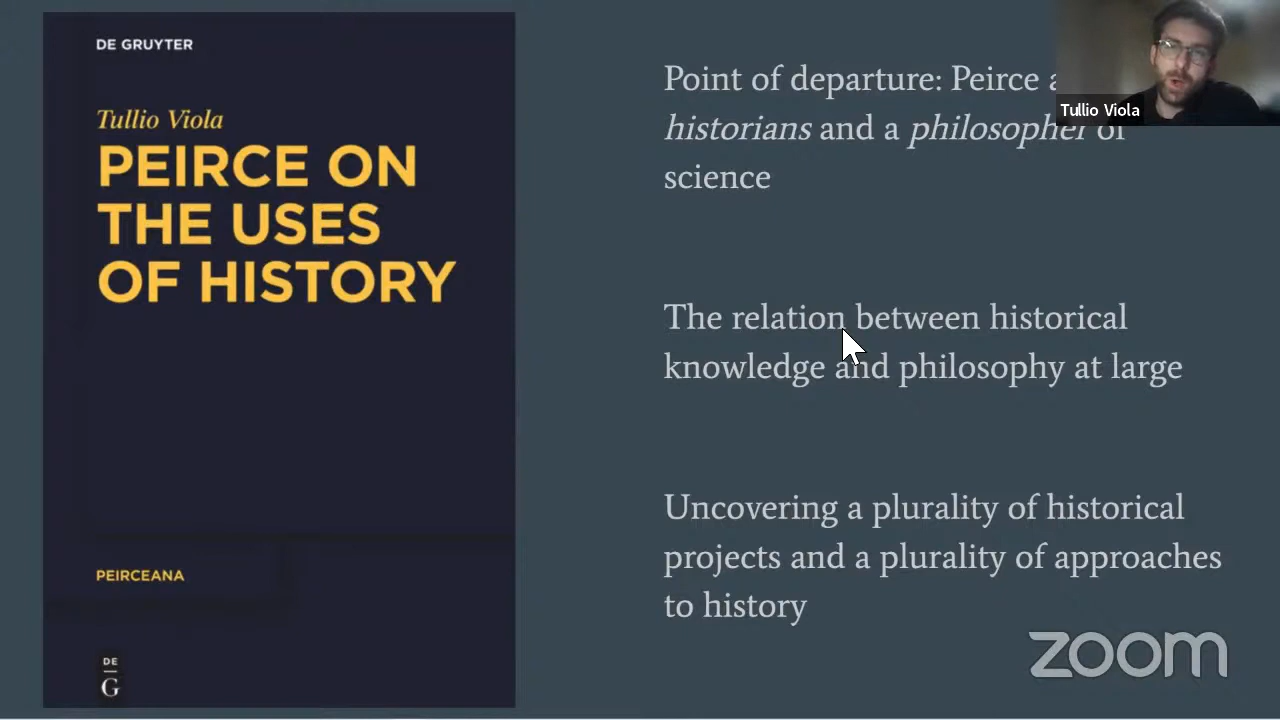 DE GRUYTER
Tullio Viola
PEIRCE ON
THE USES
OF HISTORY
PEIRCEANA
DE
G
Point of departure: Peirce a
historians and a philosopher of
science
The relation between historical
knowledge and philosophy at large
Uncovering a plurality of historical
projects and a plurality of approaches
to history
Tullio Viola
zoom